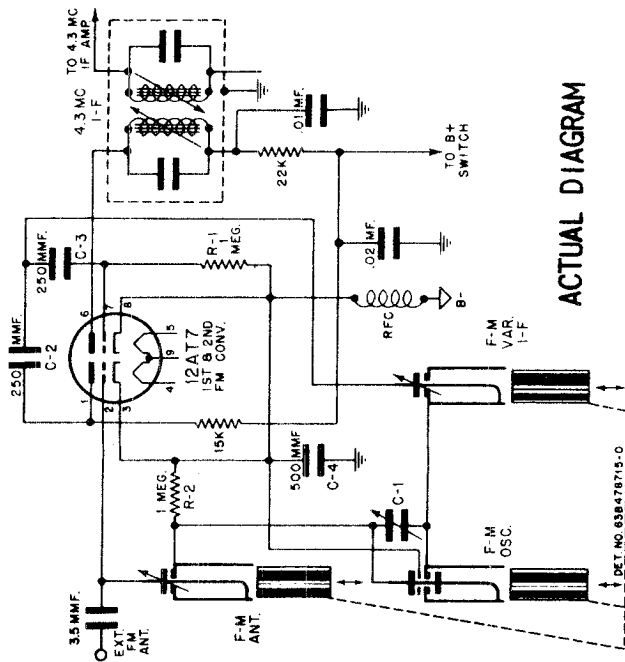 TO 4.3 MC
IF AMP
4.3 MC
I-F
.01 MF.
22K
TO B+
SWITCH
250 MMF.
C-2
250 MMF.
C-3
R-1
1
MEG.
1
2
3
4
9
5
6
7
8
12AT7
1ST & 2ND
FM CONV.
15K
.02 MF.
RFC
B-
500 MMF.
C-4
1 MEG.
R-2
C-1
3.5 MMF.
EXT.
FM
ANT.
F-M
ANT.
F-M
OSC.
F-M
VAR.
I-F
ACTUAL DIAGRAM
DET. NO. 63B478715-0